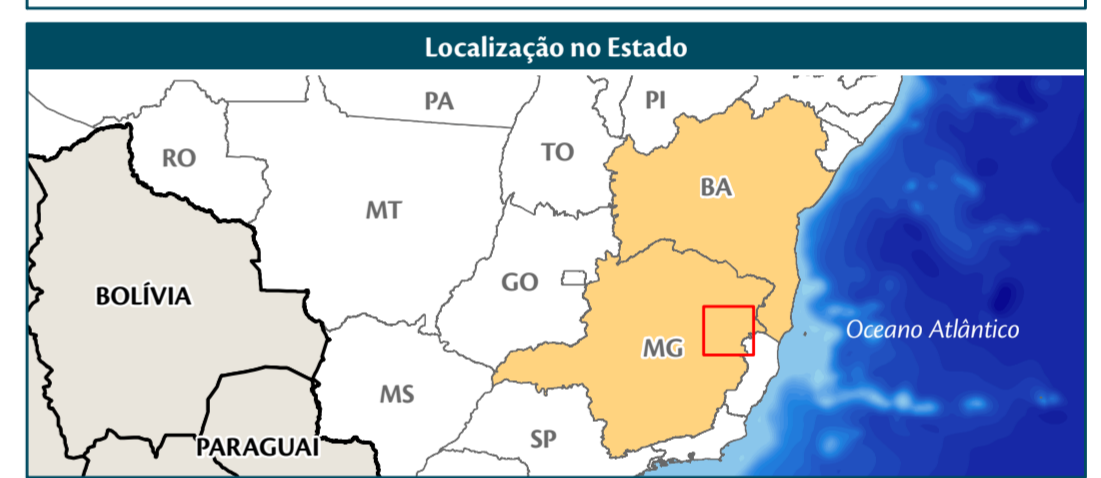 Localização no Estado
PA
PI
RO
TO
BA
MT
GO
BOLÍVIA
Oceano Atlântico
MG
MS
SP
PARAGUAI